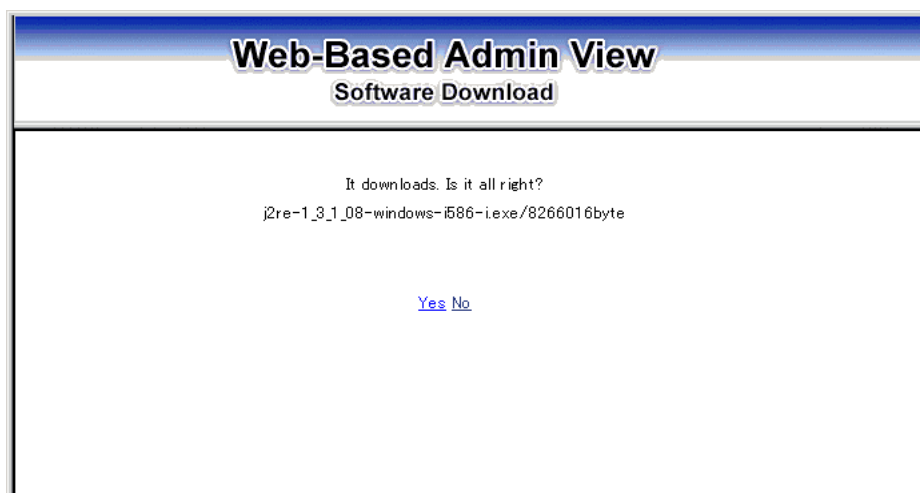 Web-Based Admin View
Software Download
It downloads. Is it all right?
j2re-1_3_1_08-windows-i586-i.exe/8266016byte
Yes No